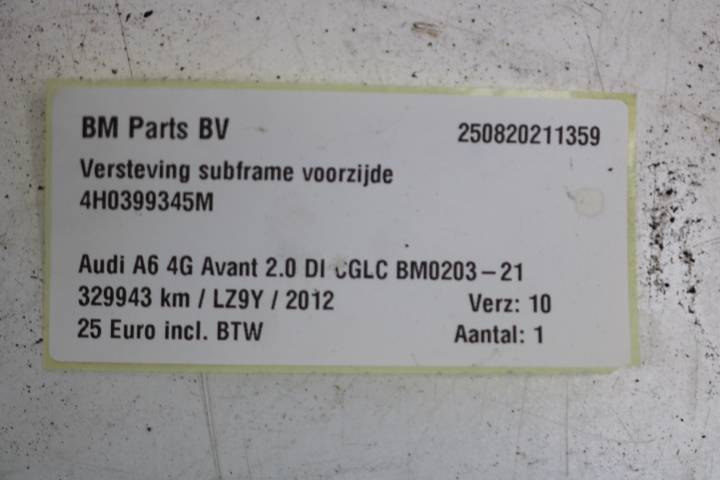 BM Parts BV 250820211359
Versteving subframe voorzijde
4H0399345M
Audi A6 4G Avant 2.0 DI CGLC BM0203-21
329943 km / LZ9Y / 2012 Verz: 10
25 Euro incl. BTW Aantal: 1